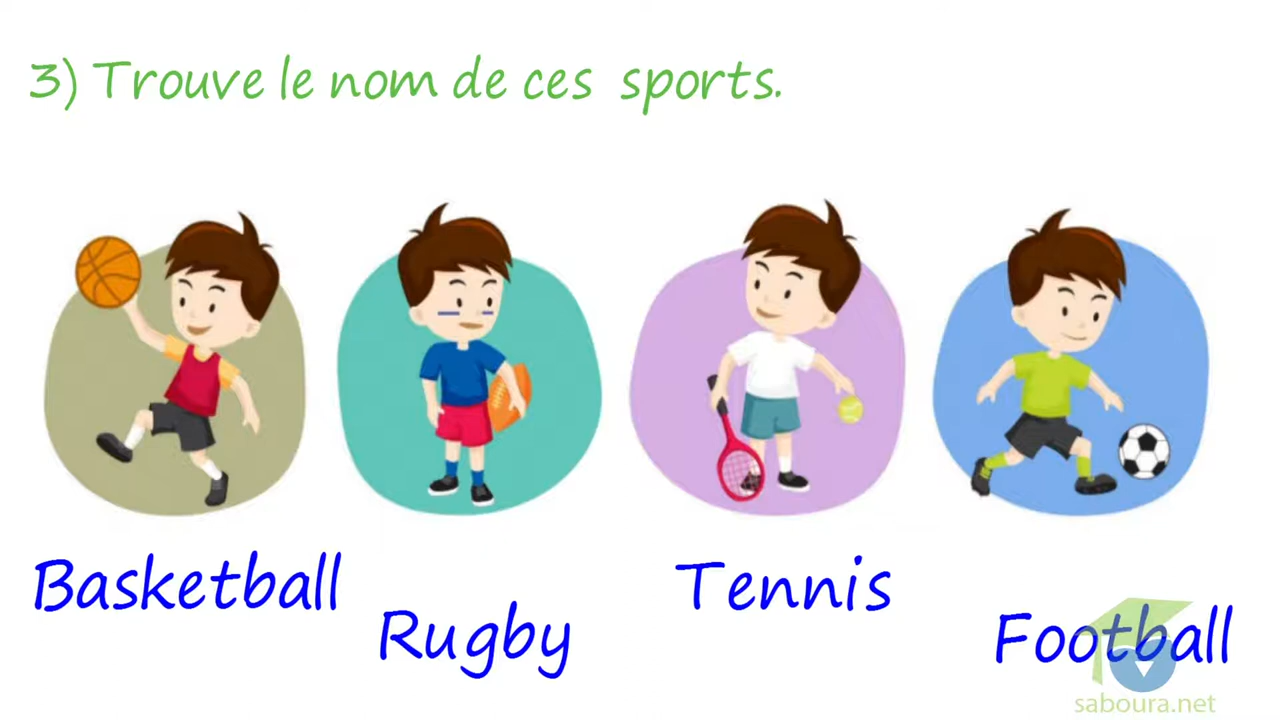 3) Trouve le nom de ces sports.
Basketball
Rugby
Tennis
Football
saboura.net